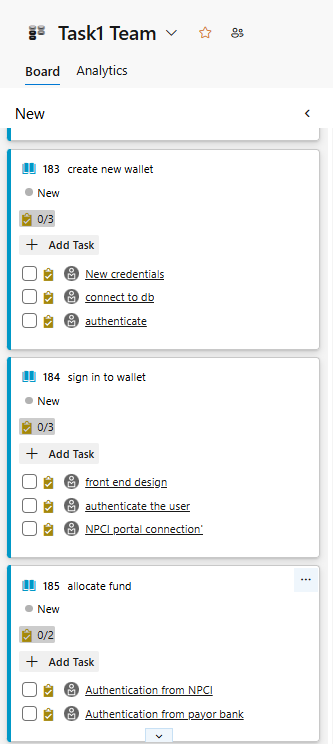 Task1 Team
Board Analytics
New
183 create new wallet
New
0/3
+ Add Task
New credentials
connect to db
authenticate
184 sign in to wallet
New
0/3
+ Add Task
front end design
authenticate the user
NPCI portal connection'
185 allocate fund
New
0/2
+ Add Task
Authentication from NPCI
Authentication from payor bank